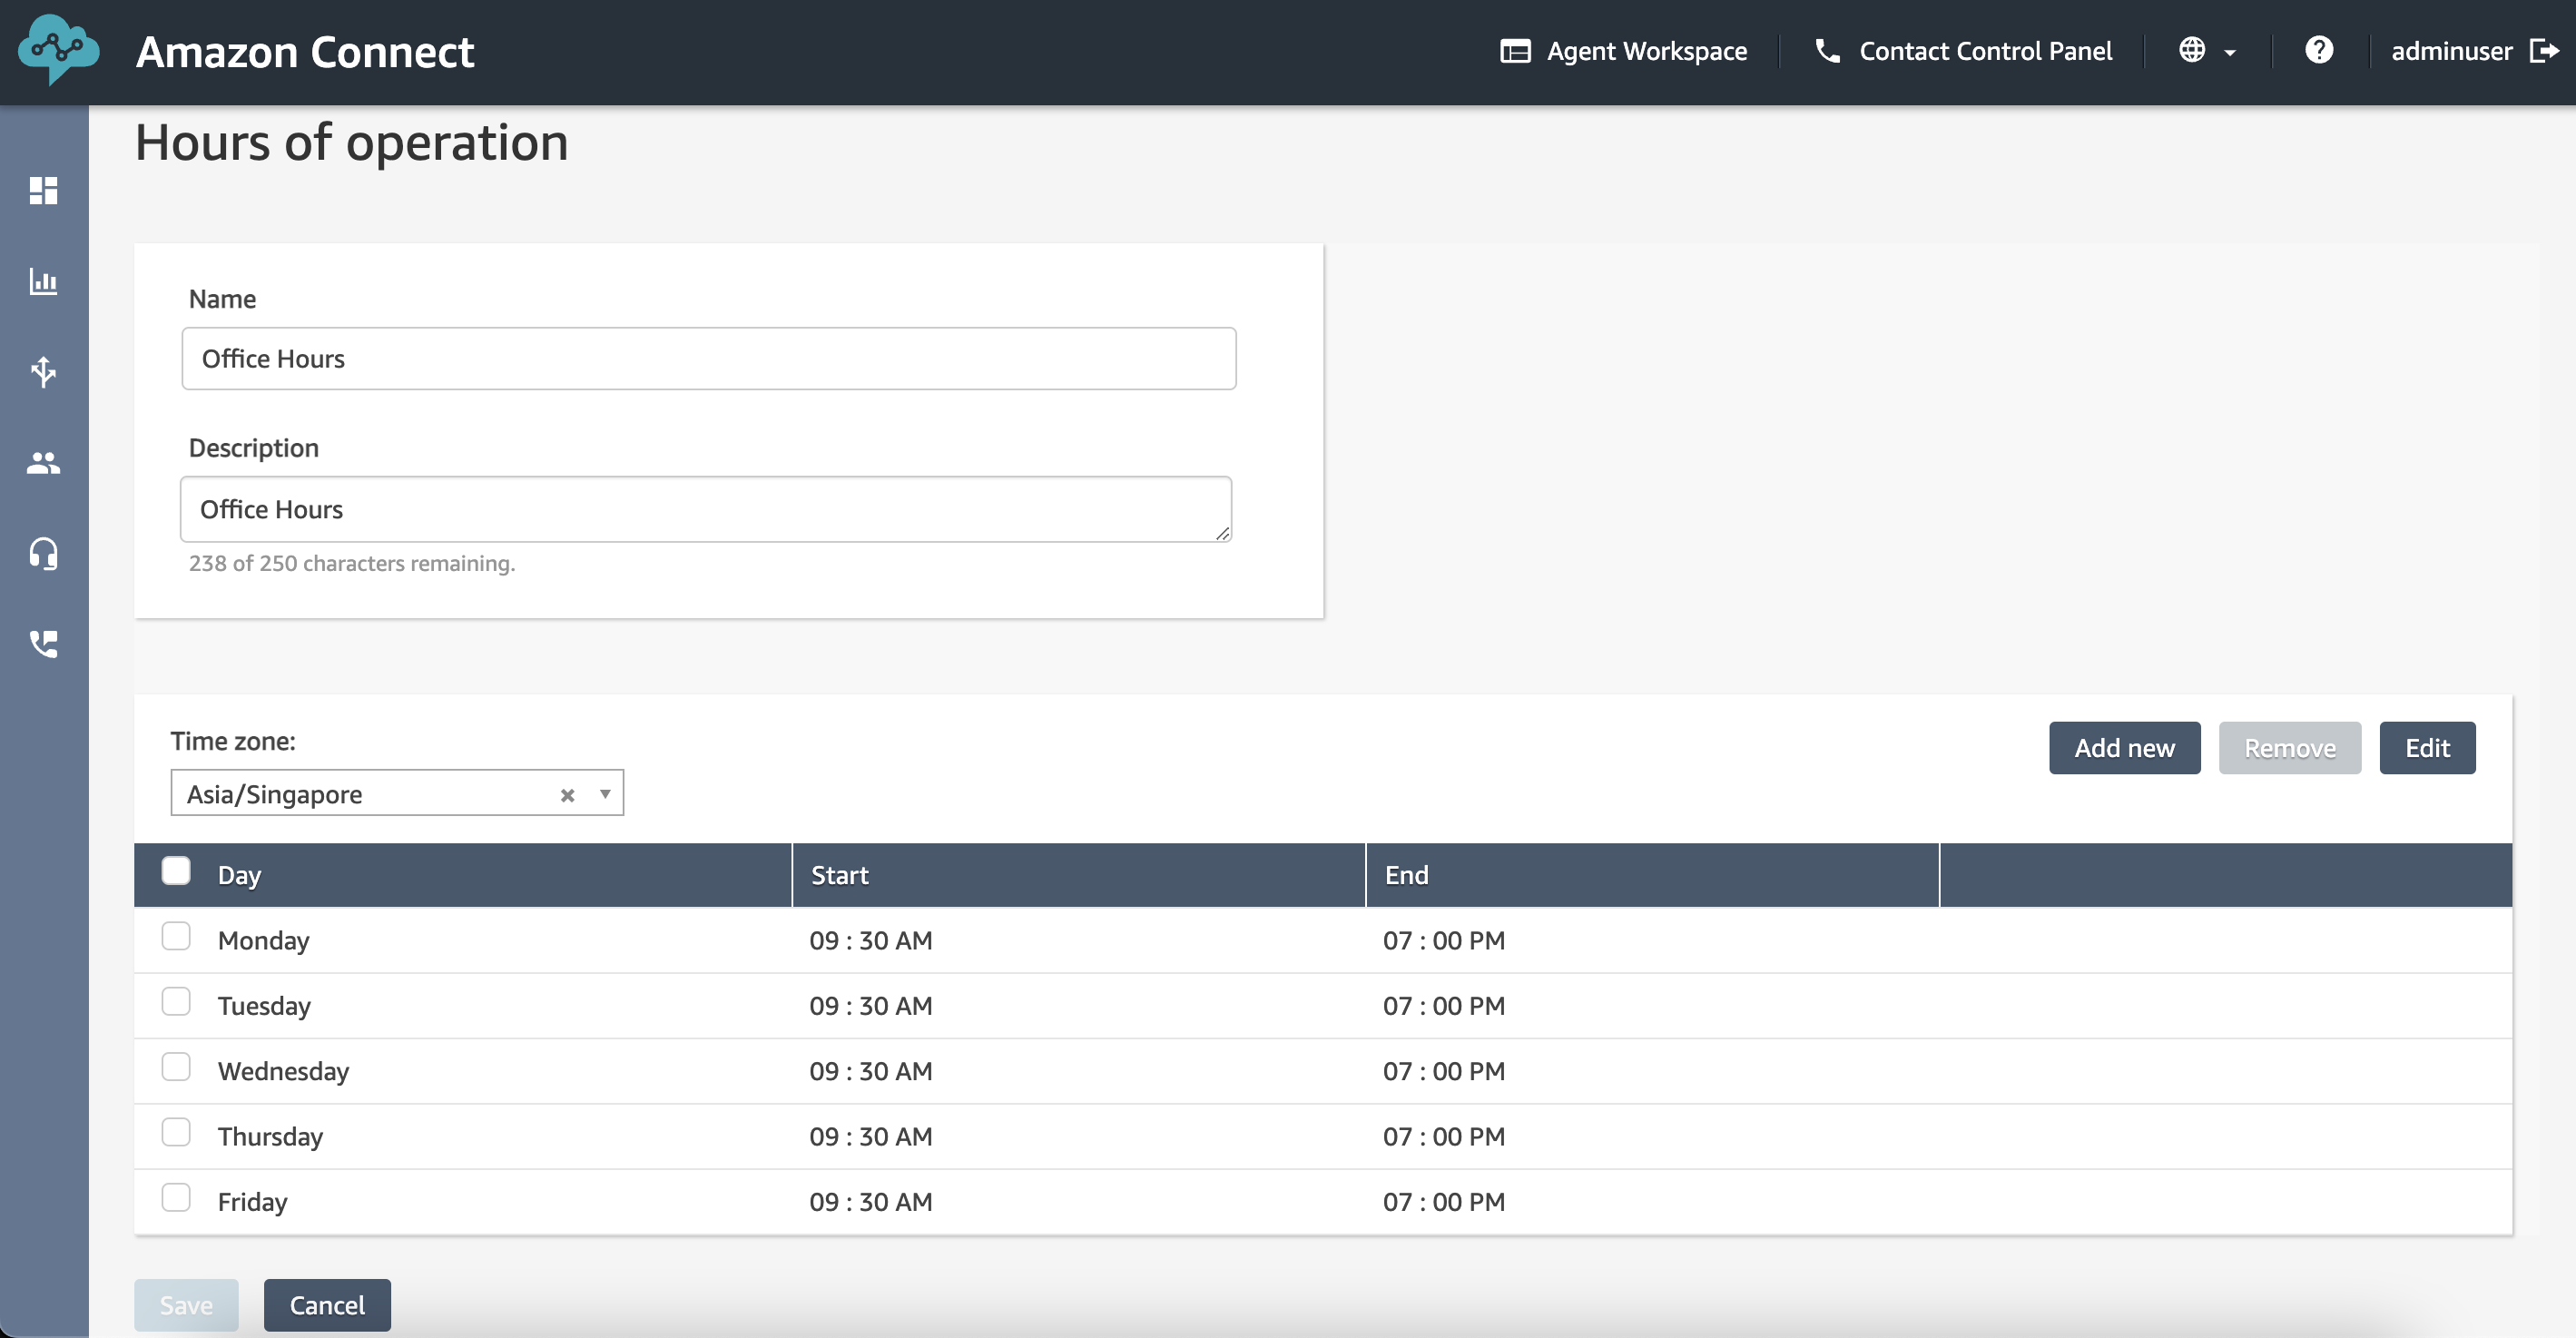 Amazon Connect
Agent Workspace
Contact Control Panel
adminuser
Hours of operation
Name
Office Hours
Description
Office Hours
238 of 250 characters remaining.
Time zone:
Asia/Singapore
Add new
Remove
Edit
Day Start End
Monday 09 : 30 AM 07 : 00 PM
Tuesday 09 : 30 AM 07 : 00 PM
Wednesday 09 : 30 AM 07 : 00 PM
Thursday 09 : 30 AM 07 : 00 PM
Friday 09 : 30 AM 07 : 00 PM
Save
Cancel